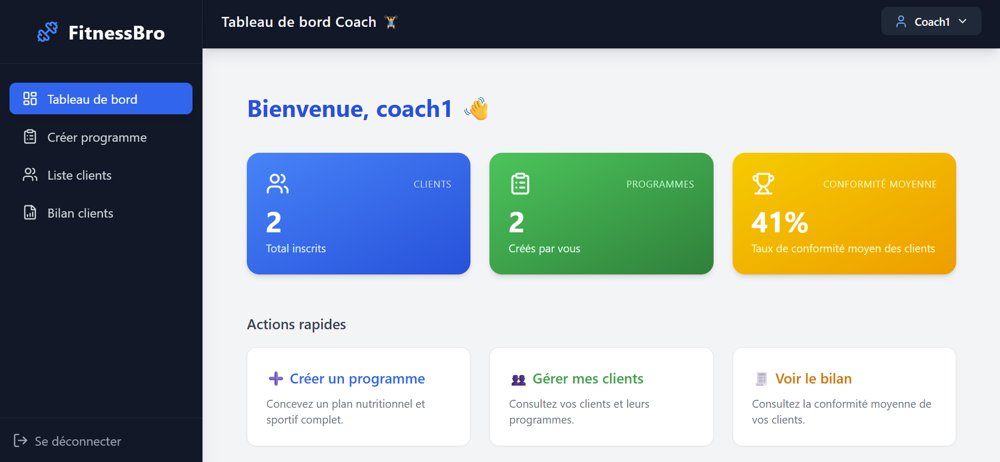 FitnessBro
Tableau de bord
Créer programme
Liste clients
Bilan clients
Se déconnecter
Tableau de bord Coach
Coach1
Bienvenue, coach1
CLIENTS
2
Total inscrits
PROGRAMMES
2
Créés par vous
CONFORMITÉ MOYENNE
41%
Taux de conformité moyen des clients
Actions rapides
Créer un programme
Concevez un plan nutritionnel et
sportif complet.
Gérer mes clients
Consultez vos clients et leurs
programmes.
Voir le bilan
Consultez la conformité moyenne de
vos clients.